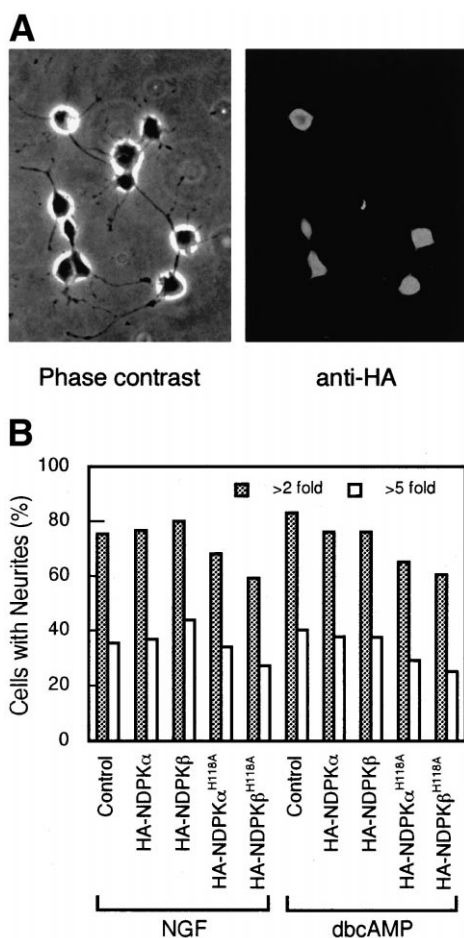 A
Phase contrast
anti-HA
B
Cells with Neurites (%)
100
80
60
40
20
0
>2 fold
>5 fold
Control
HA-NDPKα
HA-NDPKβ
HA-NDPKα^H118A
HA-NDPKβ^H118A
Control
HA-NDPKα
HA-NDPKβ
HA-NDPKα^H118A
HA-NDPKβ^H118A
NGF
dbcAMP